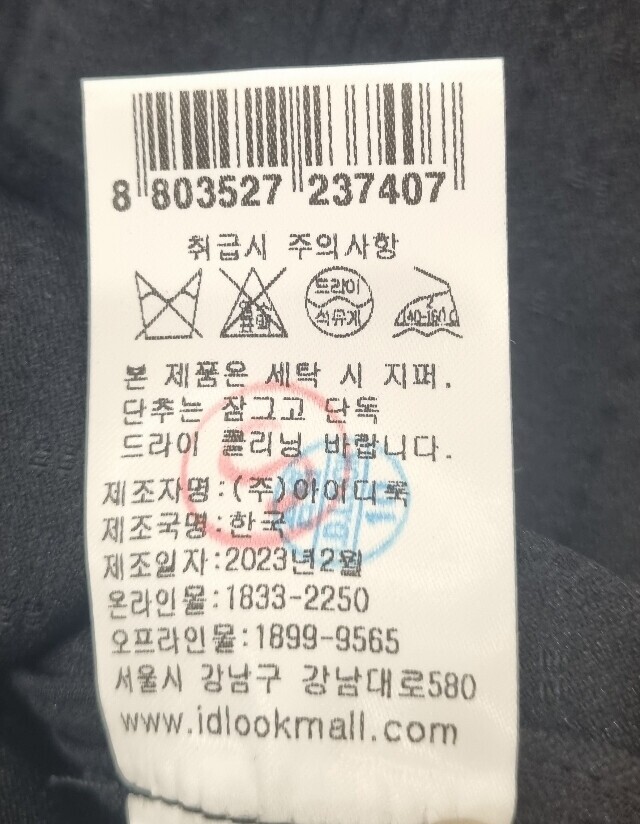 8 803527 237407
취급시 주의사항
드라이
석유계
140-160℃
본 제품은 세탁 시 지퍼.
단추는 잠그고 단독
드라이 클리닝 바랍니다.
제조자명:(주)아이디룩
제조국명:한국
제조일자:2023년2월
온라인몰:1833-2250
오프라인몰:1899-9565
서울시 강남구 강남대로580
www.idlookmall.com